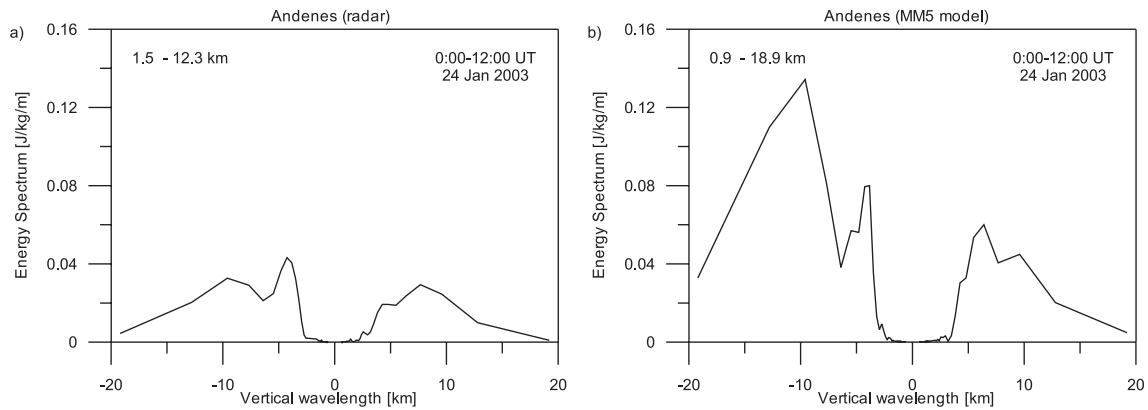 Andenes (radar)
a)
0.16
0.12
0.08
0.04
0
Energy Spectrum [J/kg/m]
1.5 - 12.3 km
0:00-12:00 UT
24 Jan 2003
-20
-10
0
10
20
Vertical wavelength [km]
Andenes (MM5 model)
b)
0.16
0.12
0.08
0.04
0
Energy Spectrum [J/kg/m]
0.9 - 18.9 km
0:00-12:00 UT
24 Jan 2003
-20
-10
0
10
20
Vertical wavelength [km]